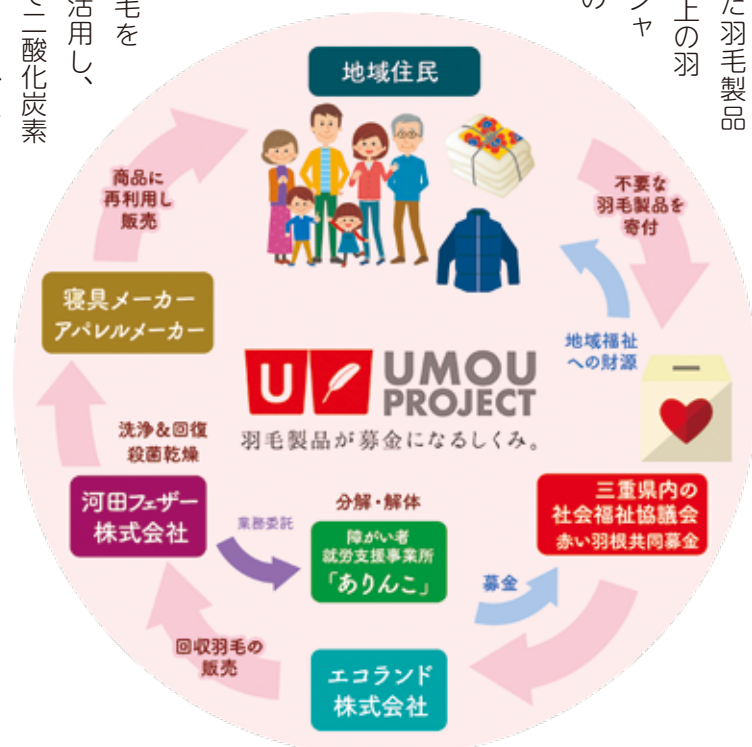 た羽毛製品
上の羽
毛を
活用し、
二酸化炭素
地域住民
商品に
再利用し
販売
不要な
羽毛製品を
寄付
寝具メーカー
アパレルメーカー
地域福祉
への財源
U
UMOU
PROJECT
羽毛製品が募金になるしくみ。
洗浄&回復
殺菌乾燥
河田フェザー
株式会社
業務委託
分解・解体
障がい者
就労支援事業所
「ありんこ」
三重県内の
社会福祉協議会
赤い羽根共同募金
募金
回収羽毛の
販売
エコランド
株式会社